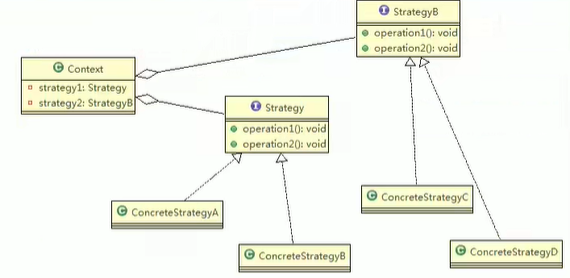 StrategyB
operation1(): void
operation2(): void
Context
strategy1: Strategy
strategy2: StrategyB
Strategy
operation1(): void
operation2(): void
ConcreteStrategyA
ConcreteStrategyB
ConcreteStrategyC
ConcreteStrategyD